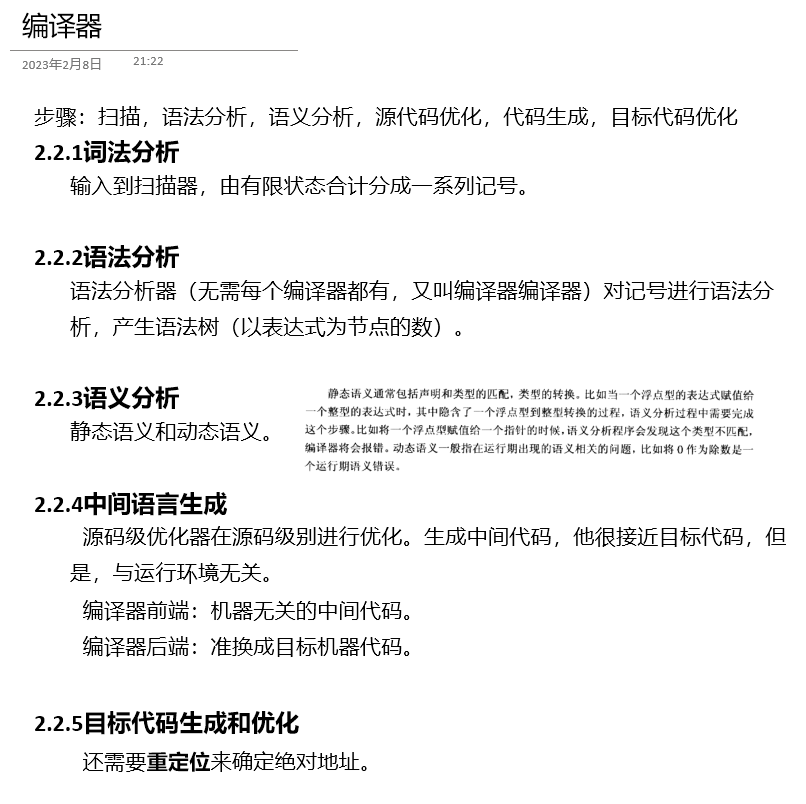 编译器
2023年2月8日 21:22
步骤：扫描，语法分析，语义分析，源代码优化，代码生成，目标代码优化
2.2.1词法分析
输入到扫描器，由有限状态合计分成一系列记号。
2.2.2语法分析
语法分析器（无需每个编译器都有，又叫编译器编译器）对记号进行语法分
析，产生语法树（以表达式为节点的数）。
2.2.3语义分析
静态语义和动态语义。
静态语义通常包括声明和类型的匹配，类型的转换。比如当一个浮点型的表达式赋值给
一个整型的表达式时，其中隐含了一个浮点型到整型转换的过程，语义分析过程中需要完成
这个步骤。比如将一个浮点型赋值给一个指针的时候，语义分析程序会发现这个类型不匹配，
编译器将会报错。动态语义一般指在运行期出现的语义相关的问题，比如将 0 作为除数是一
个运行期语义错误。
2.2.4中间语言生成
源码级优化器在源码级别进行优化。生成中间代码，他很接近目标代码，但
是，与运行环境无关。
编译器前端：机器无关的中间代码。
编译器后端：准换成目标机器代码。
2.2.5目标代码生成和优化
还需要重定位来确定绝对地址。